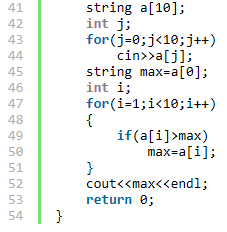 41 string a[10];
42 int j;
43 for(j=0;j<10;j++)
44 cin>>a[j];
45 string max=a[0];
46 int i;
47 for(i=1;i<10;i++)
48 {
49 if(a[i]>max)
50 max=a[i];
51 }
52 cout<<max<<endl;
53 return 0;
54 }